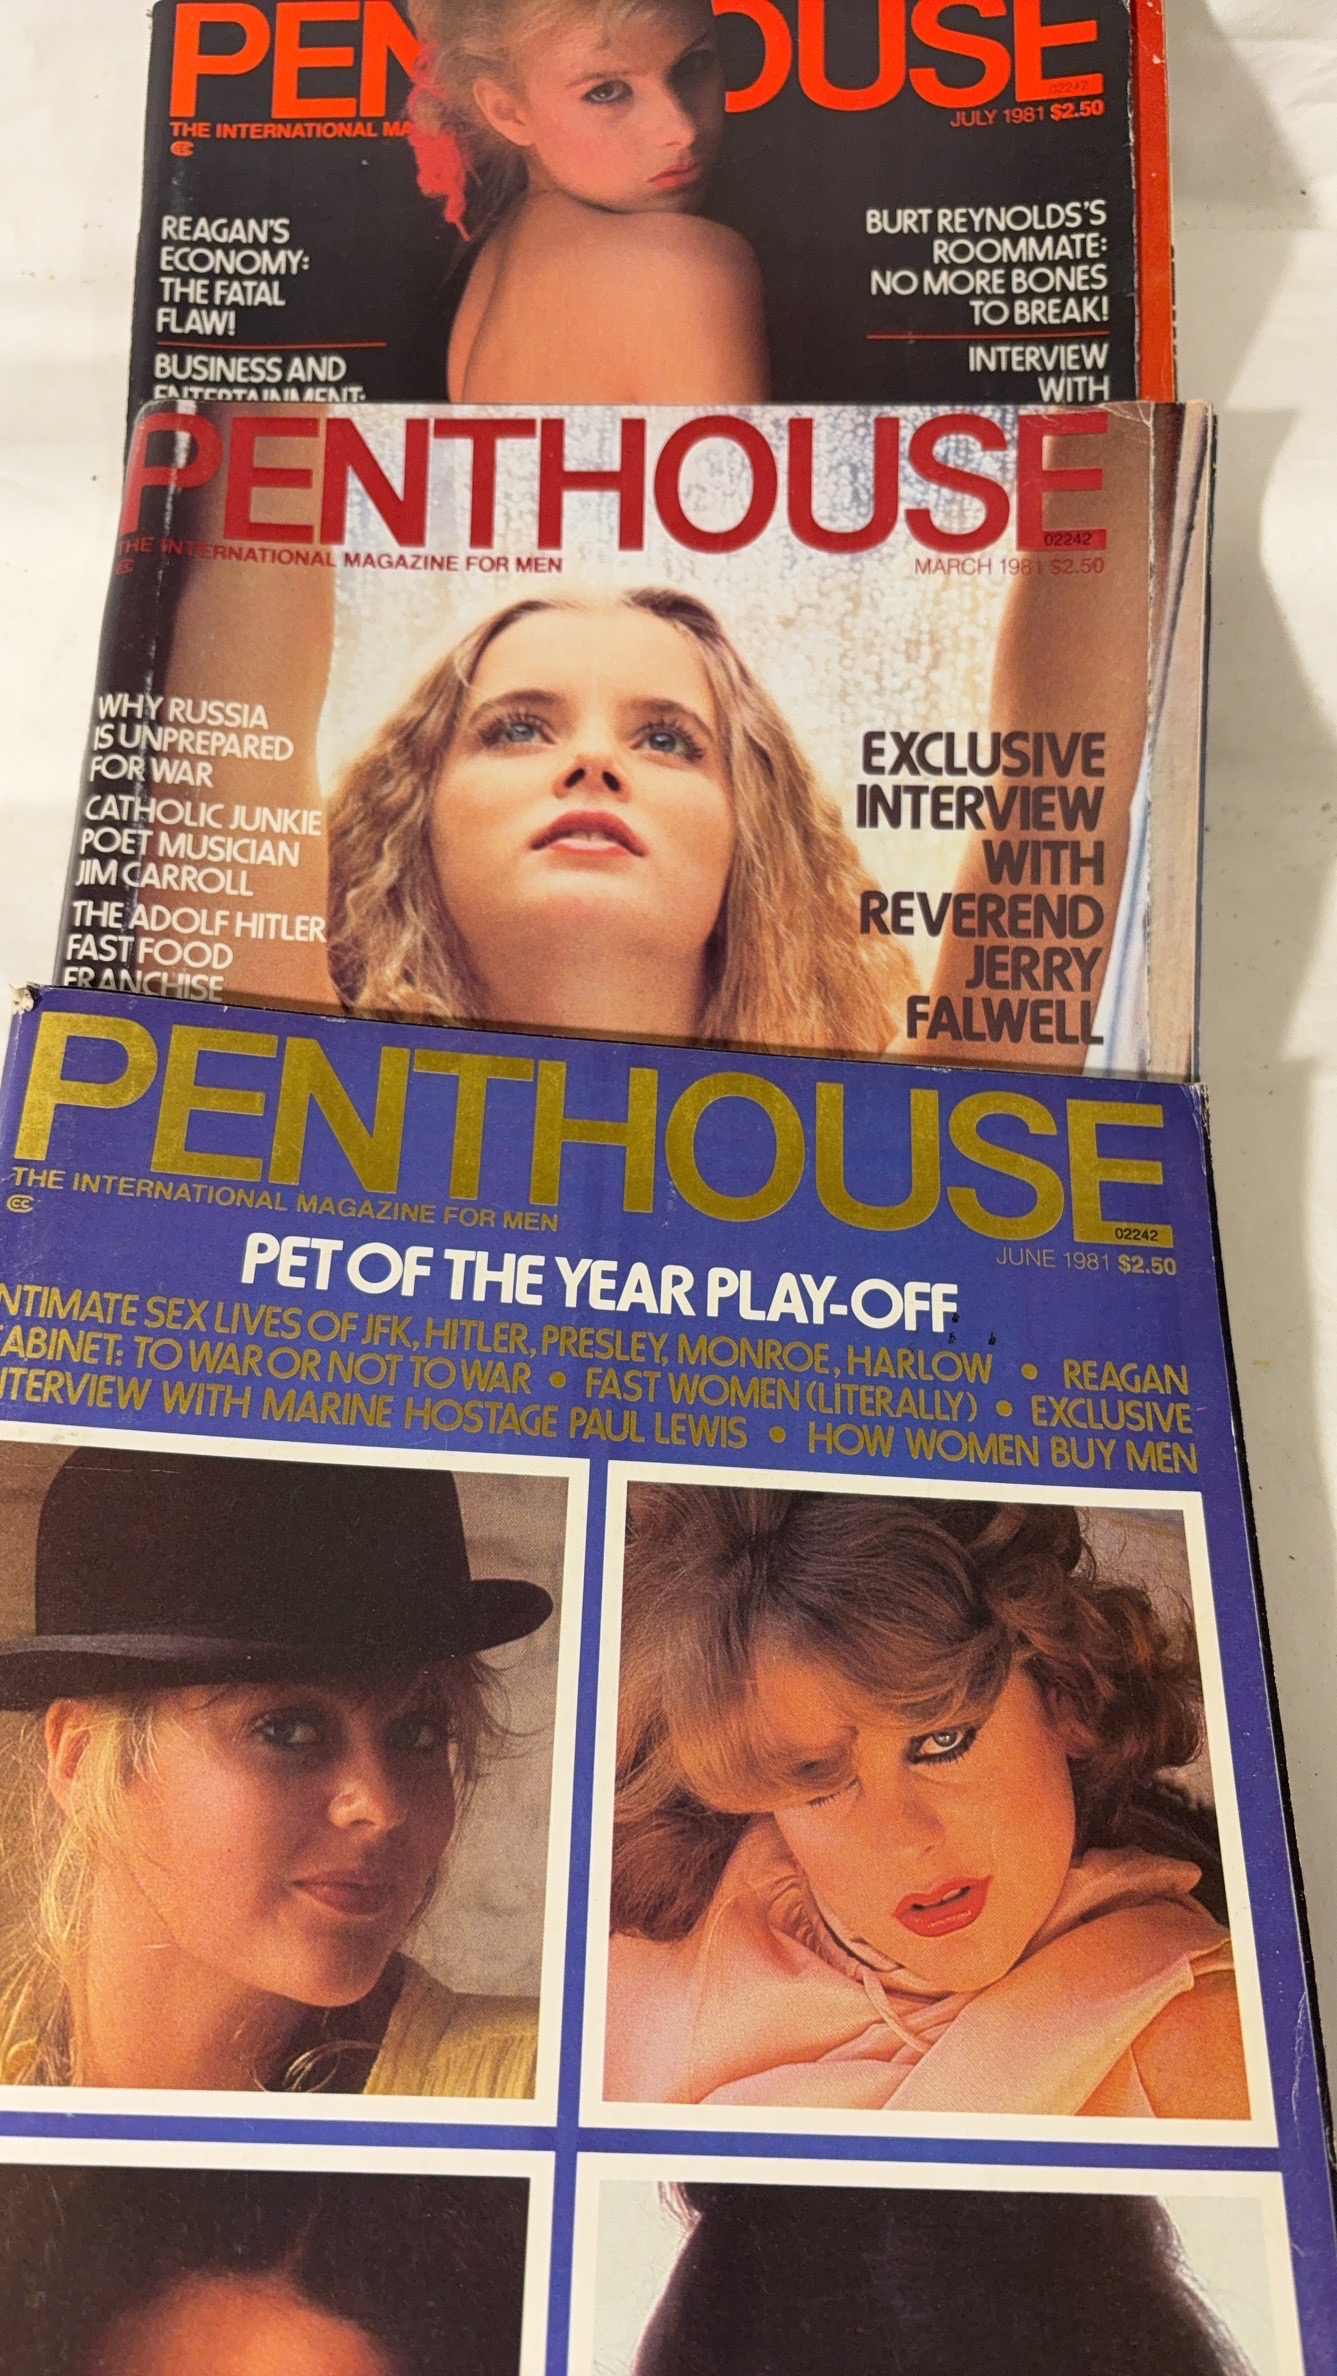 PENTHOUSE
THE INTERNATIONAL MA
02242
JULY 1981 $2.50
REAGAN'S
ECONOMY:
THE FATAL
FLAW!
BUSINESS AND
ENTERTAINMENT:
BURT REYNOLDS'S
ROOMMATE:
NO MORE BONES
TO BREAK!
INTERVIEW
WITH
PENTHOUSE
THE INTERNATIONAL MAGAZINE FOR MEN
02242
MARCH 1981 $2.50
WHY RUSSIA
IS UNPREPARED
FOR WAR
CATHOLIC JUNKIE
POET MUSICIAN
JIM CARROLL
THE ADOLF HITLER
FAST FOOD
FRANCHISE
EXCLUSIVE
INTERVIEW
WITH
REVEREND
JERRY
FALWELL
PENTHOUSE
THE INTERNATIONAL MAGAZINE FOR MEN
02242
JUNE 1981 $2.50
PET OF THE YEAR PLAY-OFF
NTIMATE SEX LIVES OF JFK, HITLER, PRESLEY, MONROE, HARLOW • REAGAN
ABINET: TO WAR OR NOT TO WAR • FAST WOMEN (LITERALLY) • EXCLUSIVE
TERVIEW WITH MARINE HOSTAGE PAUL LEWIS • HOW WOMEN BUY MEN